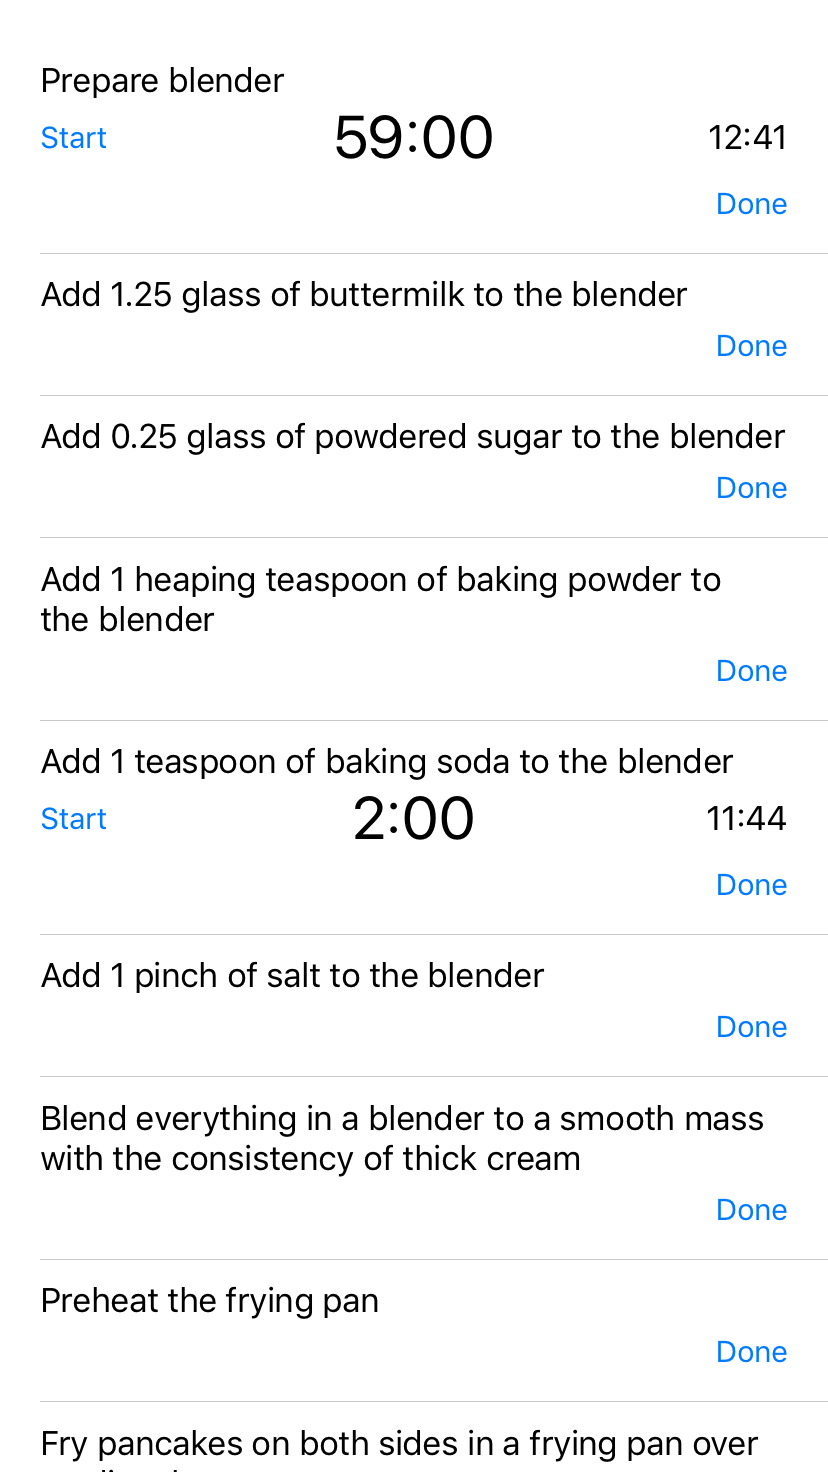 Prepare blender
Start 59:00 12:41
Done
Add 1.25 glass of buttermilk to the blender
Done
Add 0.25 glass of powdered sugar to the blender
Done
Add 1 heaping teaspoon of baking powder to
the blender
Done
Add 1 teaspoon of baking soda to the blender
Start 2:00 11:44
Done
Add 1 pinch of salt to the blender
Done
Blend everything in a blender to a smooth mass
with the consistency of thick cream
Done
Preheat the frying pan
Done
Fry pancakes on both sides in a frying pan over